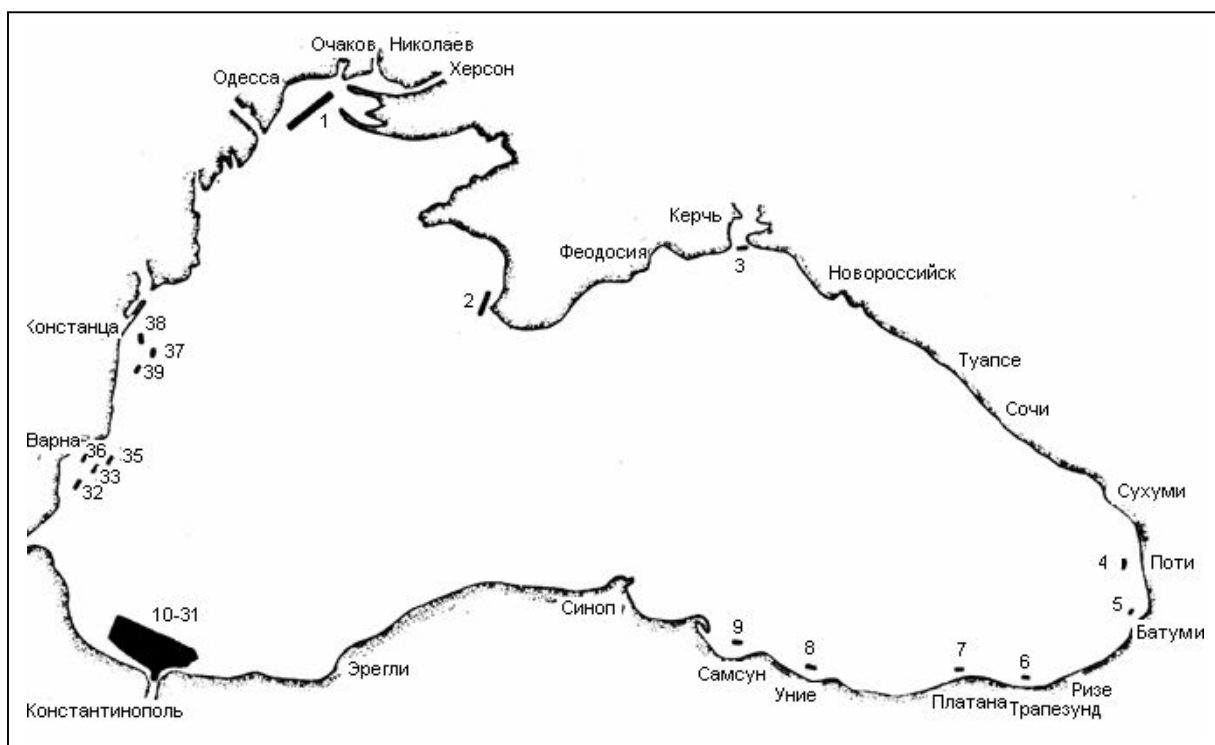 Очаков
Николаев
Одесса
Херсон
1
Керчь
Феодосия
3
Новороссийск
2
Констанца
38
37
39
Туапсе
Сочи
Варна
36
35
33
32
Сухуми
4
Поти
5
10-31
Синоп
9
8
7
6
Батуми
Эрегли
Самсун
Уние
Платана
Трапезунд
Ризе
Константинополь